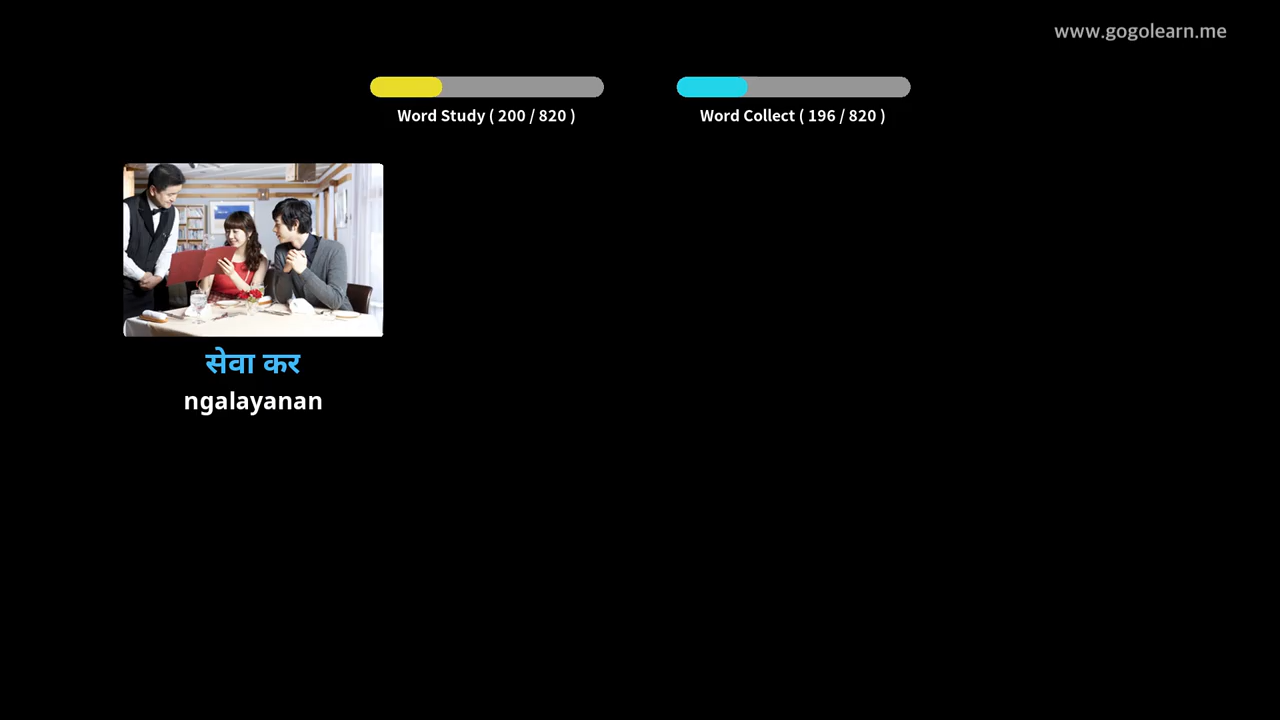 www.gogolearn.me
Word Study ( 200 / 820 )
Word Collect ( 196 / 820 )
सेवा कर
ngalayanan